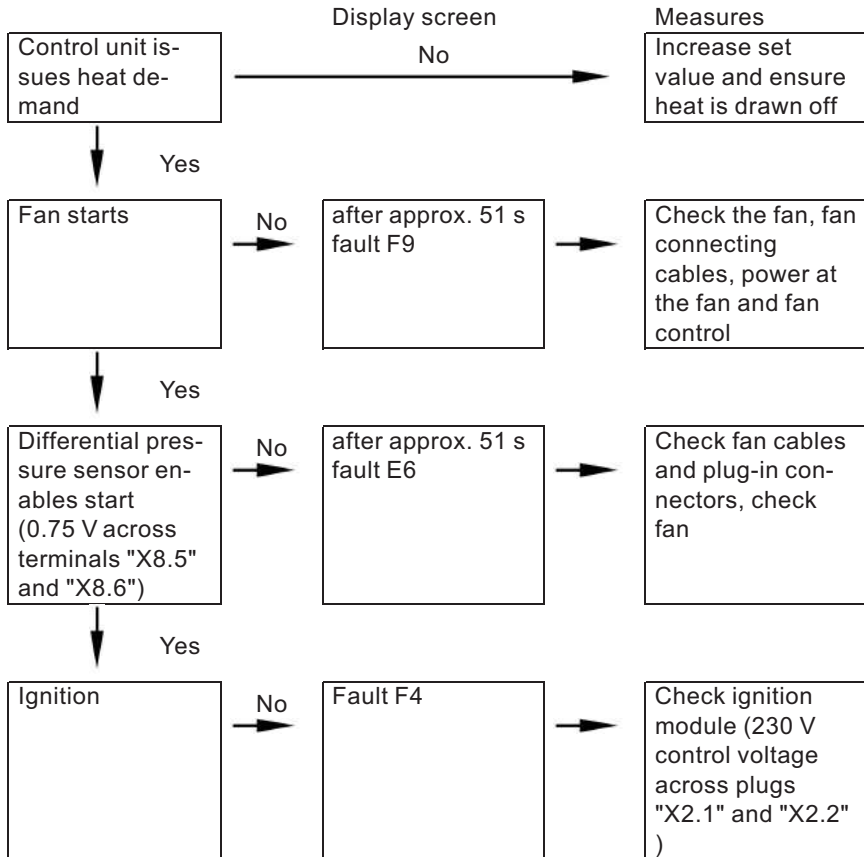 Display screen
Measures
Control unit is-
sues heat de-
mand
No
Increase set
value and ensure
heat is drawn off
Yes
Fan starts
No
after approx. 51 s
fault F9
Check the fan, fan
connecting
cables, power at
the fan and fan
control
Yes
Differential pres-
sure sensor en-
ables start
(0.75 V across
terminals "X8.5"
and "X8.6")
No
after approx. 51 s
fault E6
Check fan cables
and plug-in con-
nectors, check
fan
Yes
Ignition
No
Fault F4
Check ignition
module (230 V
control voltage
across plugs
"X2.1" and "X2.2"
)